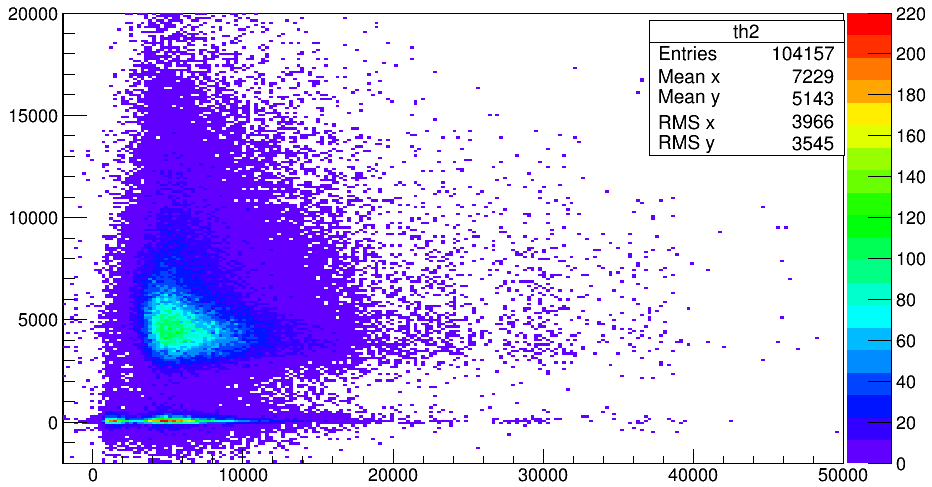 th2
Entries 104157
Mean x 7229
Mean y 5143
RMS x 3966
RMS y 3545
20000
15000
10000
5000
0
0 10000 20000 30000 40000 50000
220
200
180
160
140
120
100
80
60
40
20
0